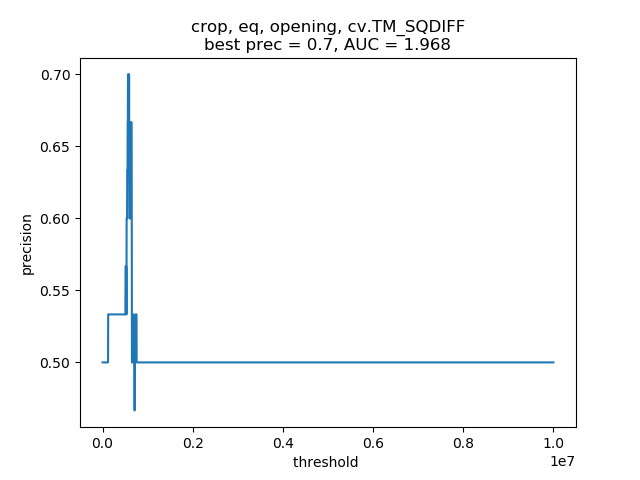 crop, eq, opening, cv.TM_SQDIFF
best prec = 0.7, AUC = 1.968
0.70
0.65
0.60
0.55
0.50
precision
0.0 0.2 0.4 0.6 0.8 1.0
1e7
threshold